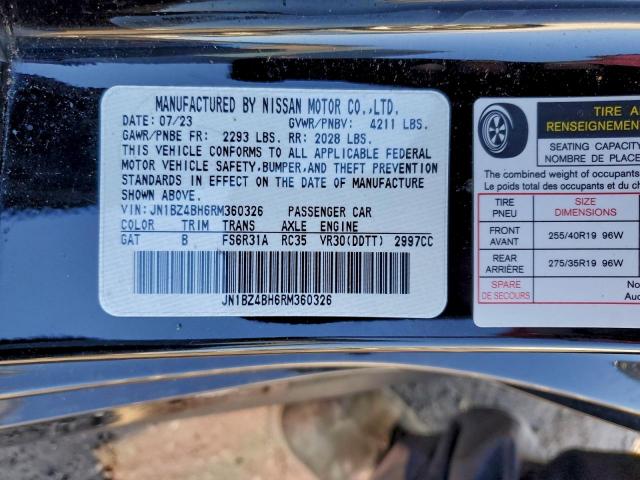 MANUFACTURED BY NISSAN MOTOR CO.,LTD.
DATE: 07/23 GVWR/PNBV: 4211 LBS.
GAWR/PNBE FR: 2293 LBS. RR: 2028 LBS.
THIS VEHICLE CONFORMS TO ALL APPLICABLE FEDERAL
MOTOR VEHICLE SAFETY,BUMPER,AND THEFT PREVENTION
STANDARDS IN EFFECT ON THE DATE OF MANUFACTURE
SHOWN ABOVE.
VIN: JN1BZ4BH6RM360326 PASSENGER CAR
COLOR TRIM TRANS AXLE ENGINE
GAT B FS6R31A RC35 VR30(DDTT) 2997CC
JN1BZ4BH6RM360326
TIRE A
RENSEIGNEMENT
SEATING CAPACITY
NOMBRE DE PLACE
The combined weight of occupants
Le poids total des occupants et du c
TIRE SIZE
PNEU DIMENSIONS
FRONT
AVANT 255/40R19 96W
REAR
ARRIÈRE 275/35R19 96W
SPARE No
DE SECOURS Auc